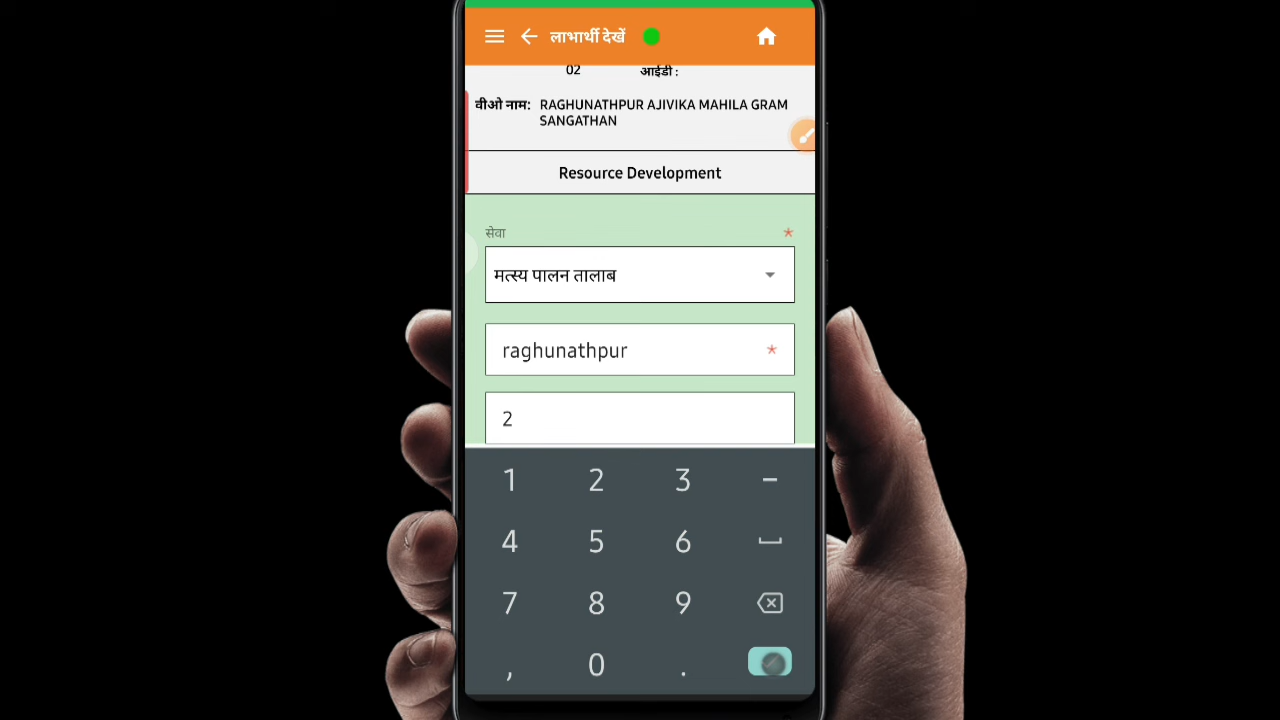 लाभार्थी देखें
02 आईडी :
वीओ नाम: RAGHUNATHPUR AJIVIKA MAHILA GRAM
SANGATHAN
Resource Development
सेवा *
मत्स्य पालन तालाब
raghunathpur *
2
1 2 3 -
4 5 6
7 8 9
, 0 .